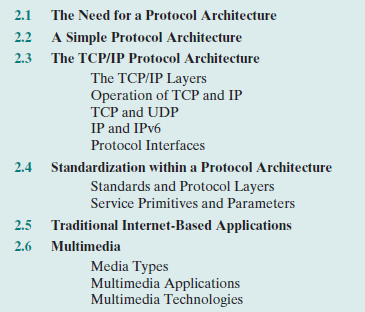 2.1 The Need for a Protocol Architecture
2.2 A Simple Protocol Architecture
2.3 The TCP/IP Protocol Architecture
The TCP/IP Layers
Operation of TCP and IP
TCP and UDP
IP and IPv6
Protocol Interfaces
2.4 Standardization within a Protocol Architecture
Standards and Protocol Layers
Service Primitives and Parameters
2.5 Traditional Internet-Based Applications
2.6 Multimedia
Media Types
Multimedia Applications
Multimedia Technologies